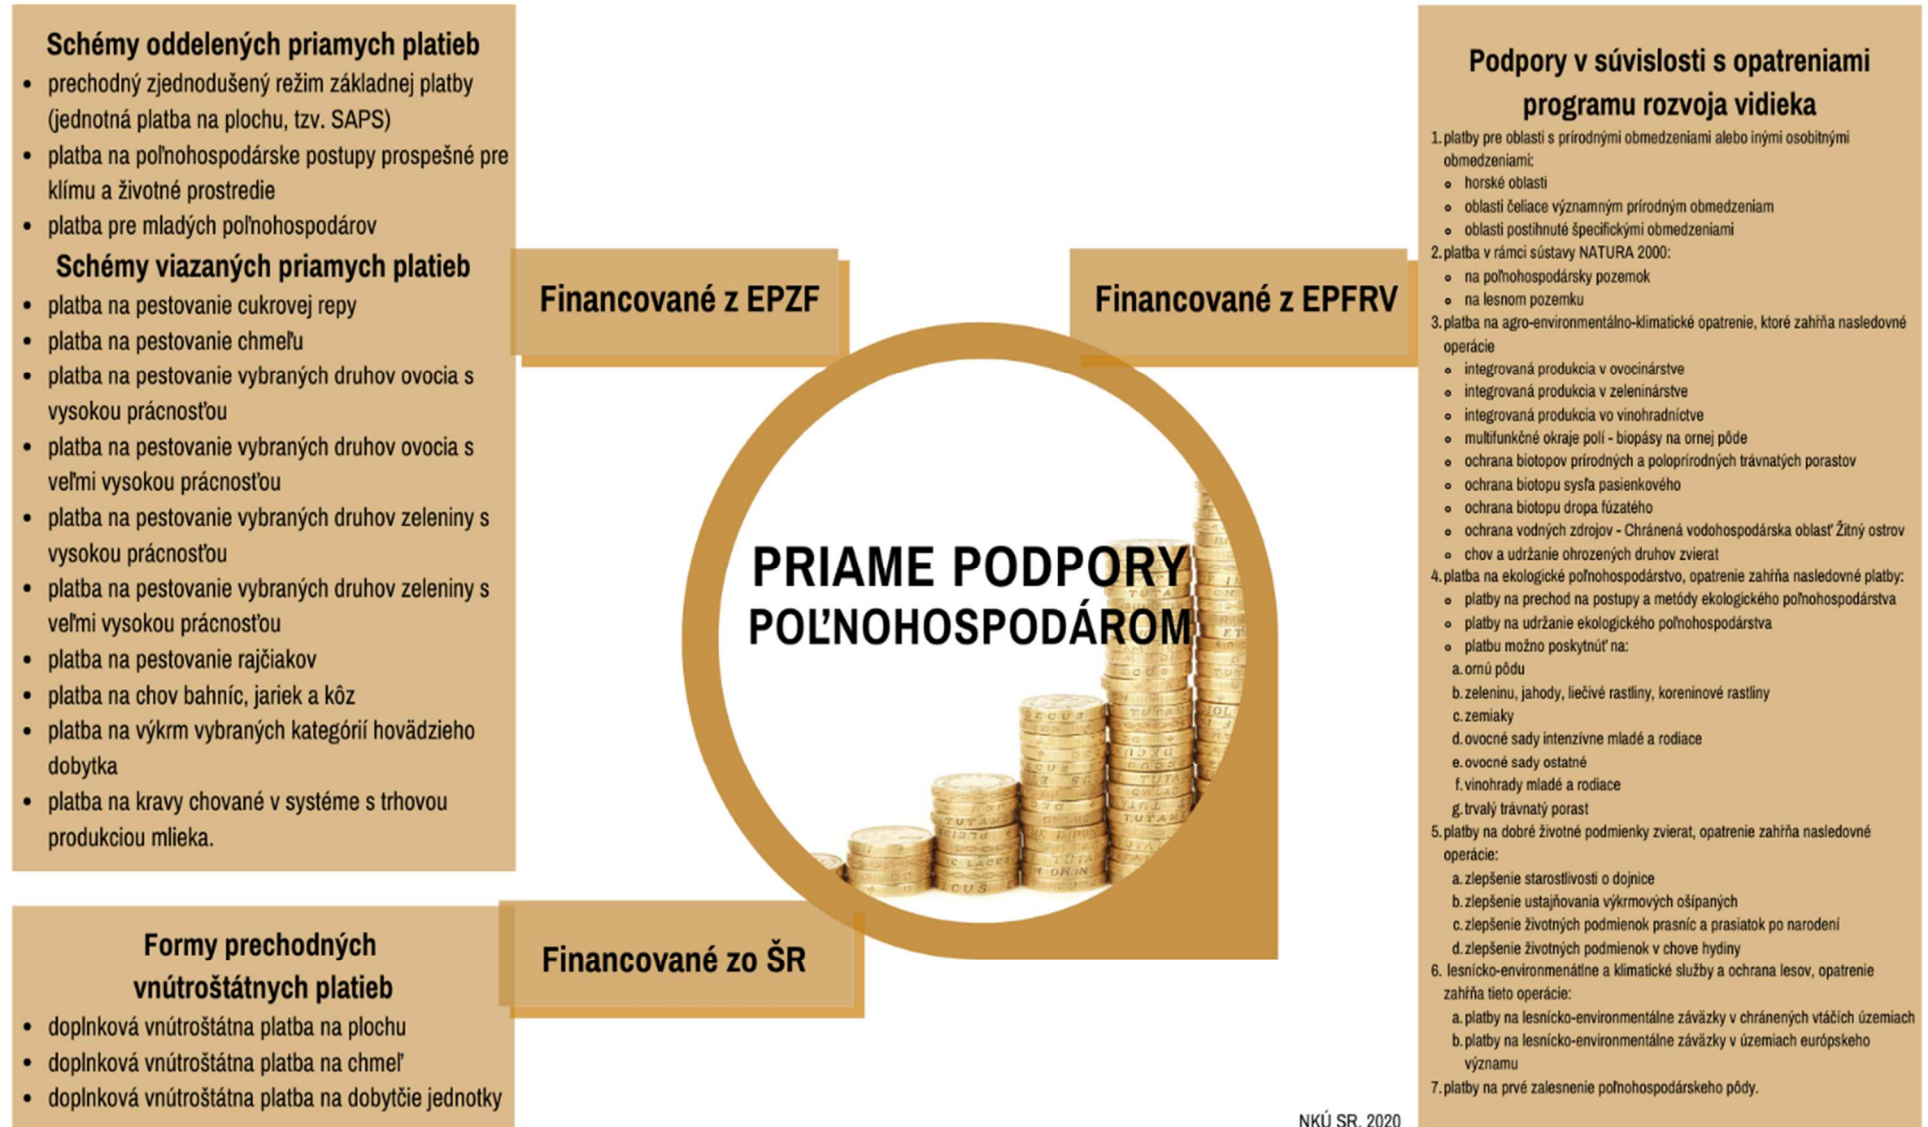 Schémy oddelených priamych platieb
• prechodný zjednodušený režim základnej platby
(jednotná platba na plochu, tzv. SAPS)
• platba na poľnohospodárske postupy prospešné pre
klímu a životné prostredie
• platba pre mladých poľnohospodárov
Schémy viazaných priamych platieb
• platba na pestovanie cukrovej repy
• platba na pestovanie chmeľu
• platba na pestovanie vybraných druhov ovocia s
vysokou prácnosťou
• platba na pestovanie vybraných druhov ovocia s
veľmi vysokou prácnosťou
• platba na pestovanie vybraných druhov zeleniny s
vysokou prácnosťou
• platba na pestovanie vybraných druhov zeleniny s
veľmi vysokou prácnosťou
• platba na pestovanie rajčiakov
• platba na chov bahníc, jariek a kôz
• platba na výkrm vybraných kategórií hovädzieho
dobytka
• platba na kravy chované v systéme s trhovou
produkciou mlieka.
Financované z EPZF
Formy prechodných
vnútroštátnych platieb
• doplnková vnútroštátna platba na plochu
• doplnková vnútroštátna platba na chmeľ
• doplnková vnútroštátna platba na dobytčie jednotky
Financované zo ŠR
PRIAME PODPORY
POĽNOHOSPODÁROM
Financované z EPFRV
Podpory v súvislosti s opatreniami
programu rozvoja vidieka
1. platby pre oblasti s prírodnými obmedzeniami alebo inými osobitnými
obmedzeniami:
horské oblasti
oblasti čeliace významným prírodným obmedzeniam
oblasti postihnuté špecifickými obmedzeniami
2. platba v rámci sústavy NATURA 2000:
na poľnohospodársky pozemok
na lesnom pozemku
3. platba na agro-environmentálno-klimatické opatrenie, ktoré zahŕňa nasledovné
operácie
integrovaná produkcia v ovocinárstve
integrovaná produkcia v zeleninárstve
integrovaná produkcia vo vinohradníctve
multifunkčné okraje polí - biopásy na ornej pôde
ochrana biotopov prírodných a poloprírodných trávnatých porastov
ochrana biotopu sysľa pasienkového
ochrana biotopu dropa fúzatého
ochrana vodných zdrojov - Chránená vodohospodárska oblasť Žitný ostrov
chov a udržanie ohrozených druhov zvierat
4. platba na ekologické poľnohospodárstvo, opatrenie zahŕňa nasledovné platby:
platby na prechod na postupy a metódy ekologického poľnohospodárstva
platby na udržanie ekologického poľnohospodárstva
platbu možno poskytnúť na:
a. ornú pôdu
b. zeleninu, jahody, liečivé rastliny, koreninové rastliny
c. zemiaky
d. ovocné sady intenzívne mladé a rodiace
e. ovocné sady ostatné
f. vinohrady mladé a rodiace
g. trvalý trávnatý porast
5. platby na dobré životné podmienky zvierat, opatrenie zahŕňa nasledovné
operácie:
a. zlepšenie starostlivosti o dojnice
b. zlepšenie ustajňovania výkrmových ošípaných
c. zlepšenie životných podmienok prasníc a prasiatok po narodení
d. zlepšenie životných podmienok v chove hydiny
6. lesnícko-environmenátlne a klimatické služby a ochrana lesov, opatrenie
zahŕňa tieto operácie:
a. platby na lesnícko-environmentálne záväzky v chránených vtáčích územiach
b. platby na lesnícko-environmentálne záväzky v územiach európskeho
významu
7. platby na prvé zalesnenie poľnohospodárskeho pôdy.
NKÚ SR, 2020